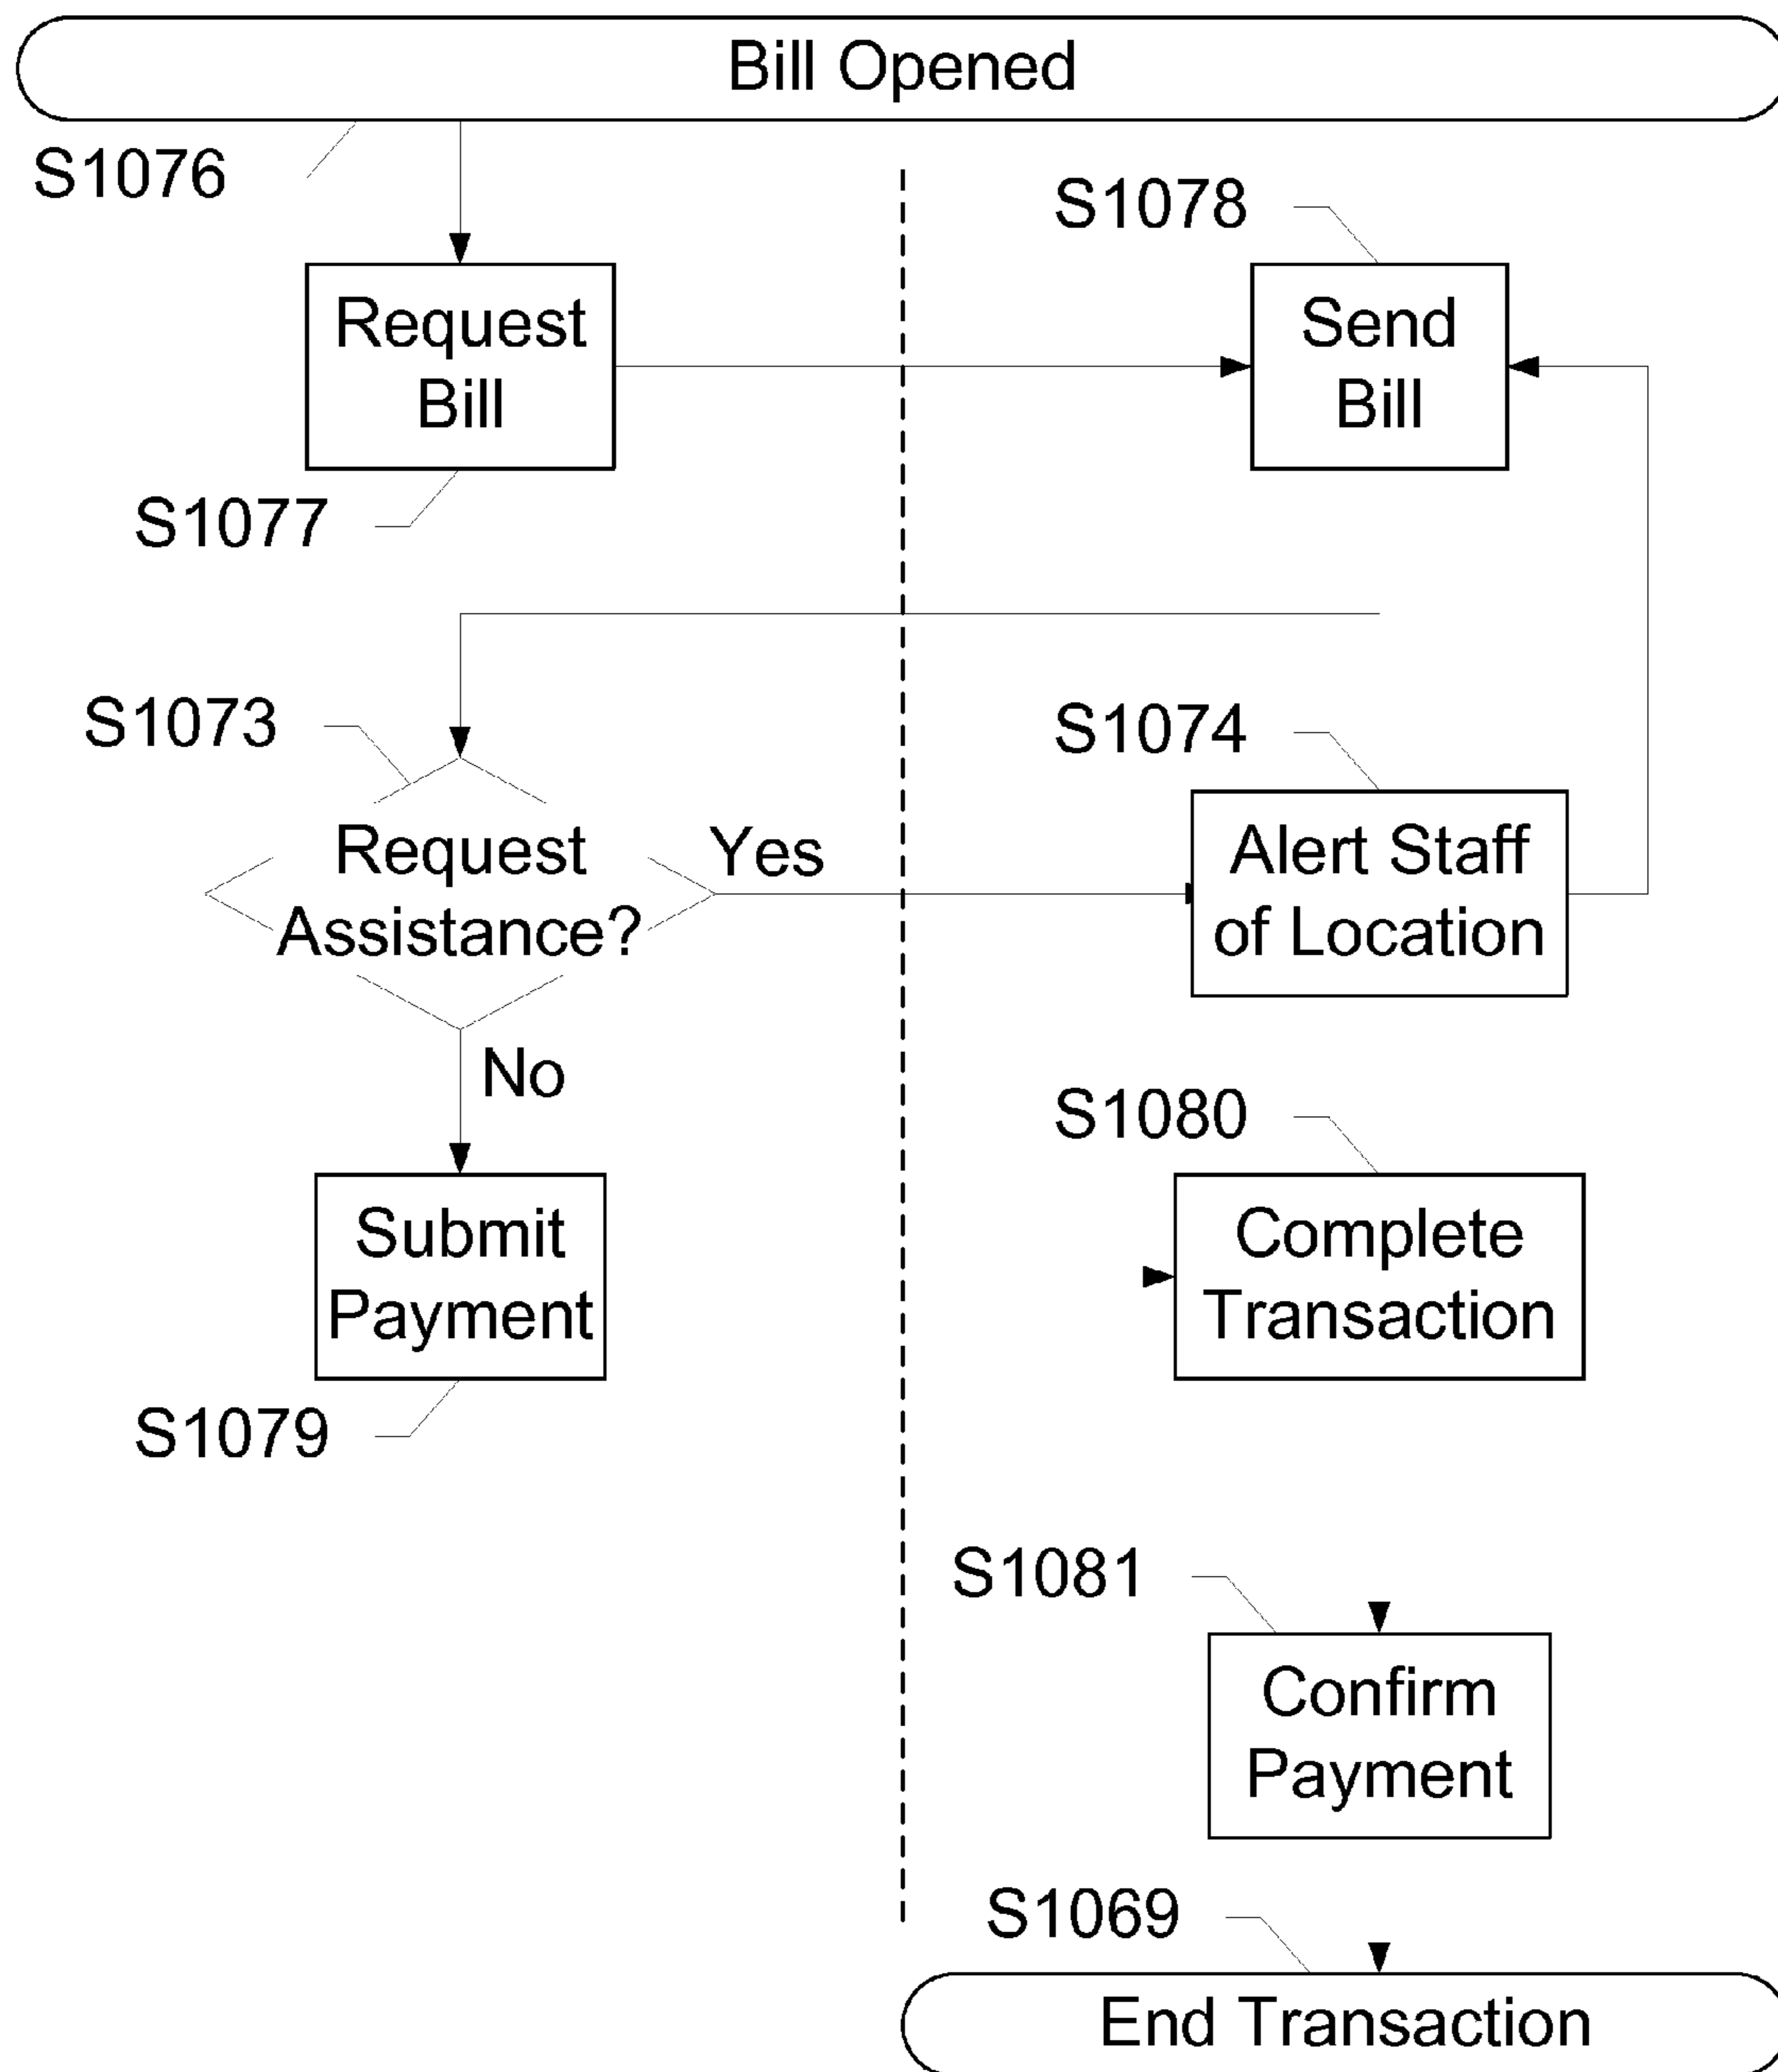 Bill Opened
S1076
S1078
Request
Bill
Send
Bill
S1077
S1073
S1074
Request
Assistance?
Yes
Alert Staff
of Location
No
S1080
Submit
Payment
Complete
Transaction
S1079
S1081
Confirm
Payment
S1069
End Transaction